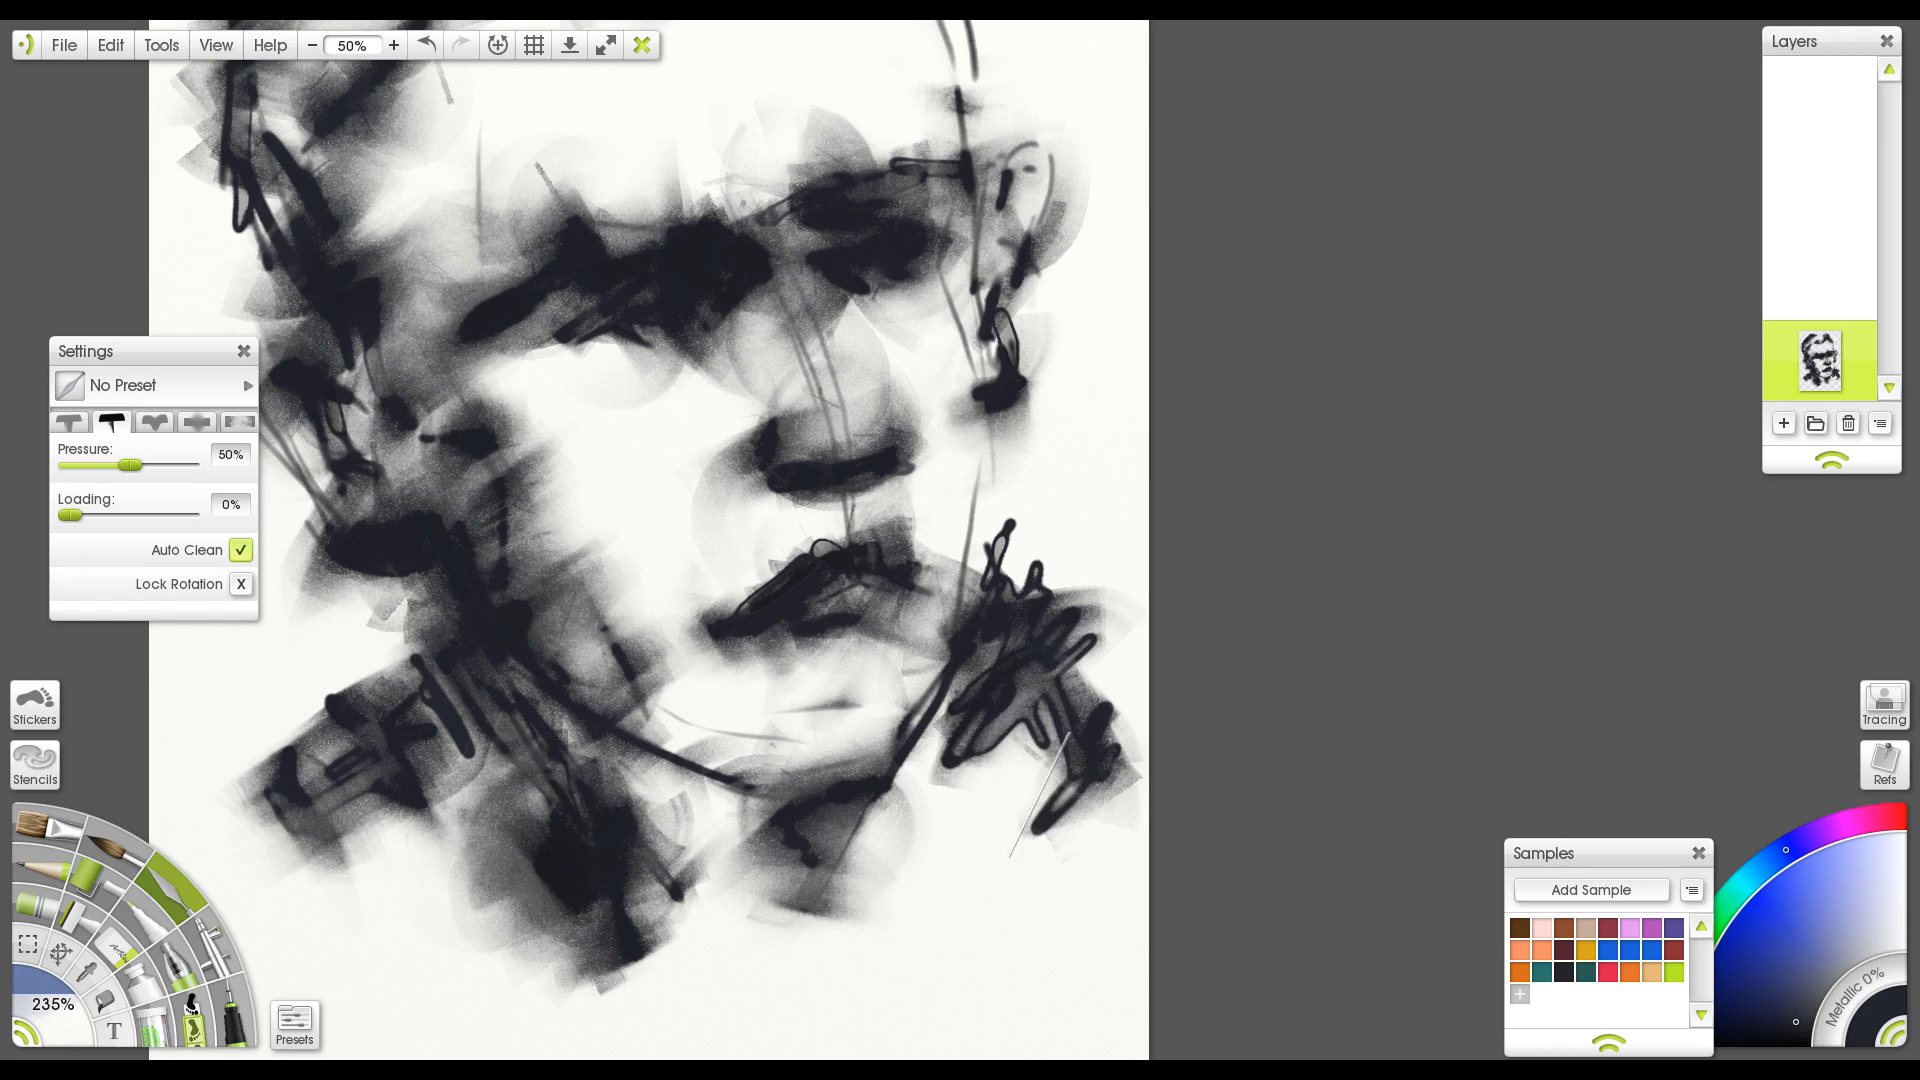 File Edit Tools View Help − 50% +
Layers
Settings
No Preset
Pressure:
50%
Loading:
0%
Auto Clean
Lock Rotation X
Stickers
Stencils
235%
T
Presets
Tracing
Refs
Samples
Add Sample
Metallic 0%